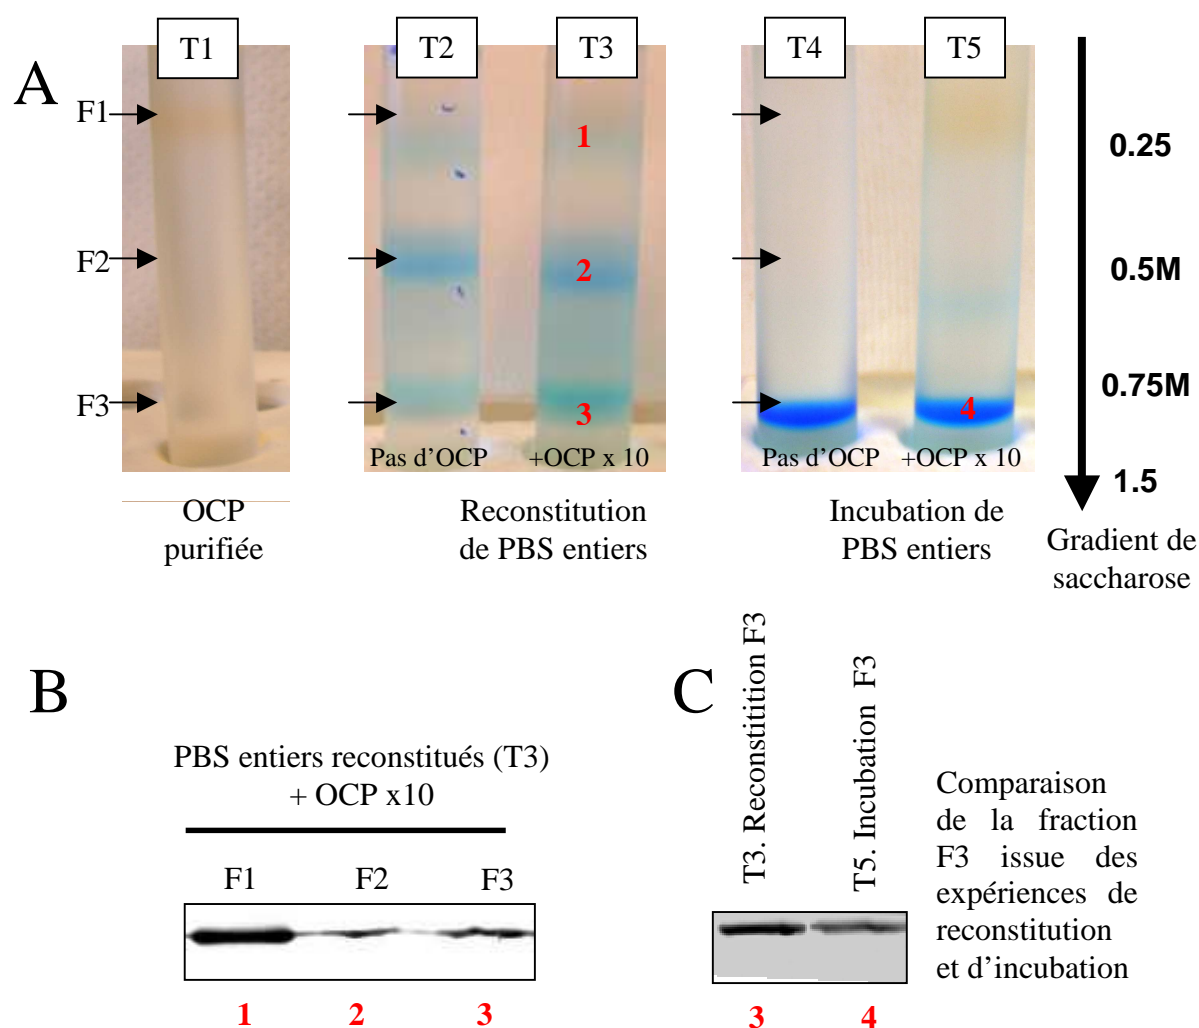 A
T1
T2
T3
T4
T5
F1
F2
F3
1
2
3
4
Pas d’OCP
+OCP x 10
Pas d’OCP
+OCP x 10
0.25
0.5M
0.75M
1.5
OCP
purifiée
Reconstitution
de PBS entiers
Incubation de
PBS entiers
Gradient de
saccharose
B
PBS entiers reconstitués (T3)
+ OCP x10
F1 F2 F3
1 2 3
C
T3. Reconstitition F3
T5. Incubation F3
3 4
Comparaison
de la fraction
F3 issue des
expériences de
reconstitution
et d’incubation